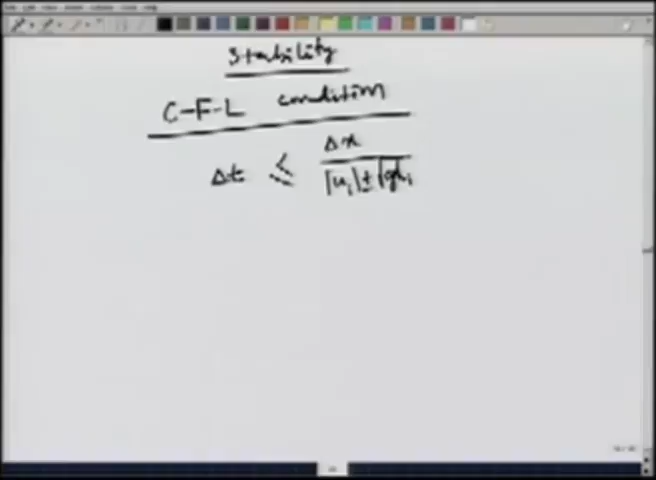 Stability
C-F-L condition
Δx
Δt ≤ |u_i| ± √gh_i